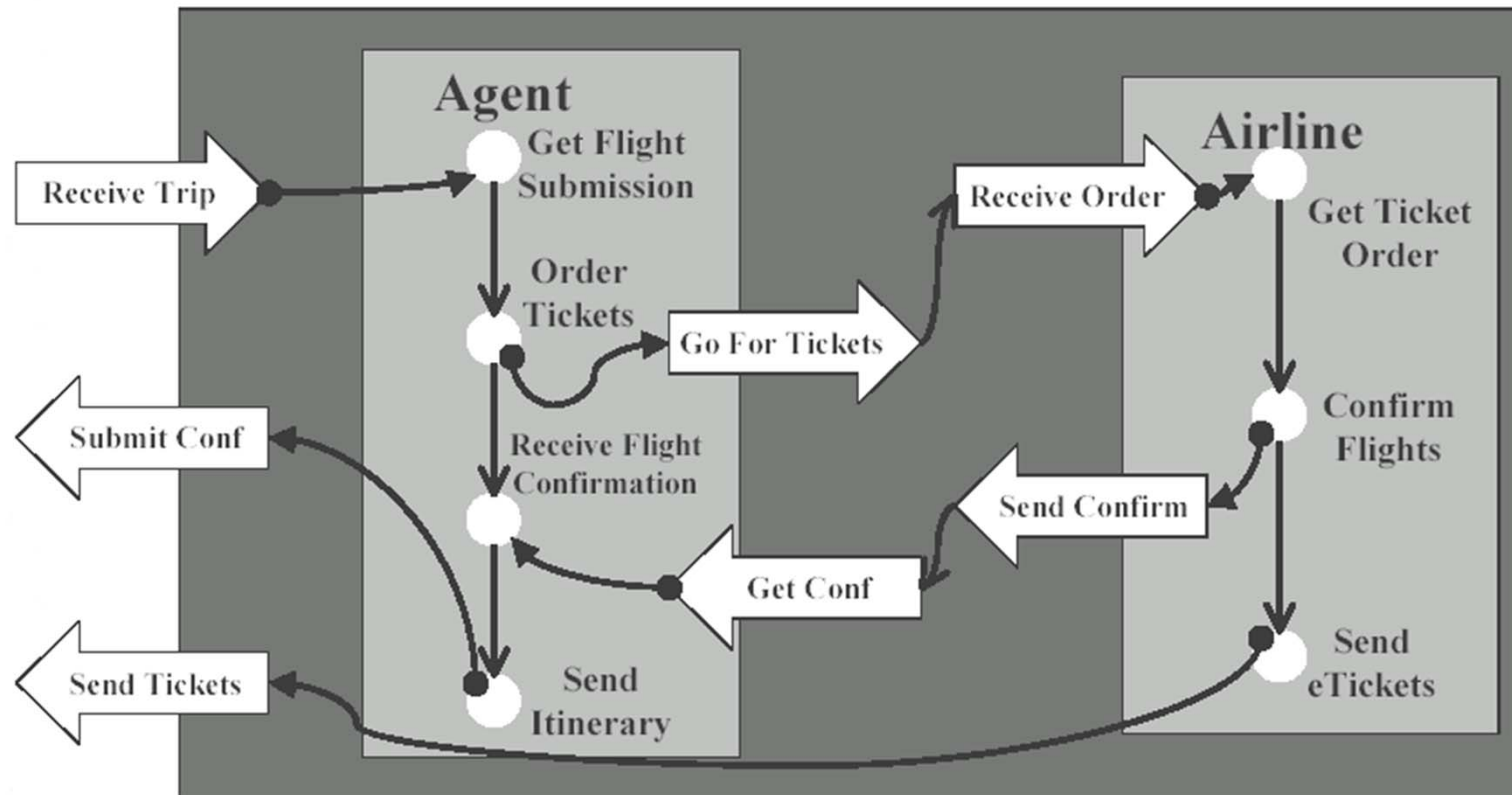 Agent
Get Flight
Submission
Receive Trip
Order
Tickets
Go For Tickets
Submit Conf
Receive Flight
Confirmation
Get Conf
Send Tickets
Send
Itinerary
Airline
Receive Order
Get Ticket
Order
Confirm
Flights
Send Confirm
Send
eTickets